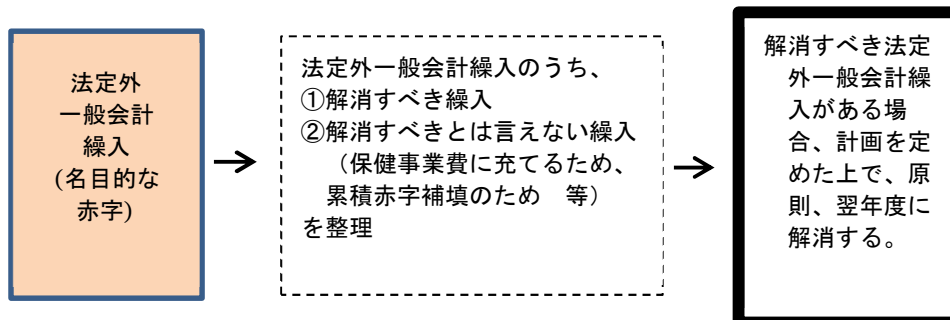 法定外
一般会計
繰入
(名目的な
赤字)
法定外一般会計繰入のうち、
①解消すべき繰入
②解消すべきとは言えない繰入
（保健事業費に充てるため、
累積赤字補填のため　等）
を整理
解消すべき法定
外一般会計繰
入がある場
合、計画を定
めた上で、原
則、翌年度に
解消する。